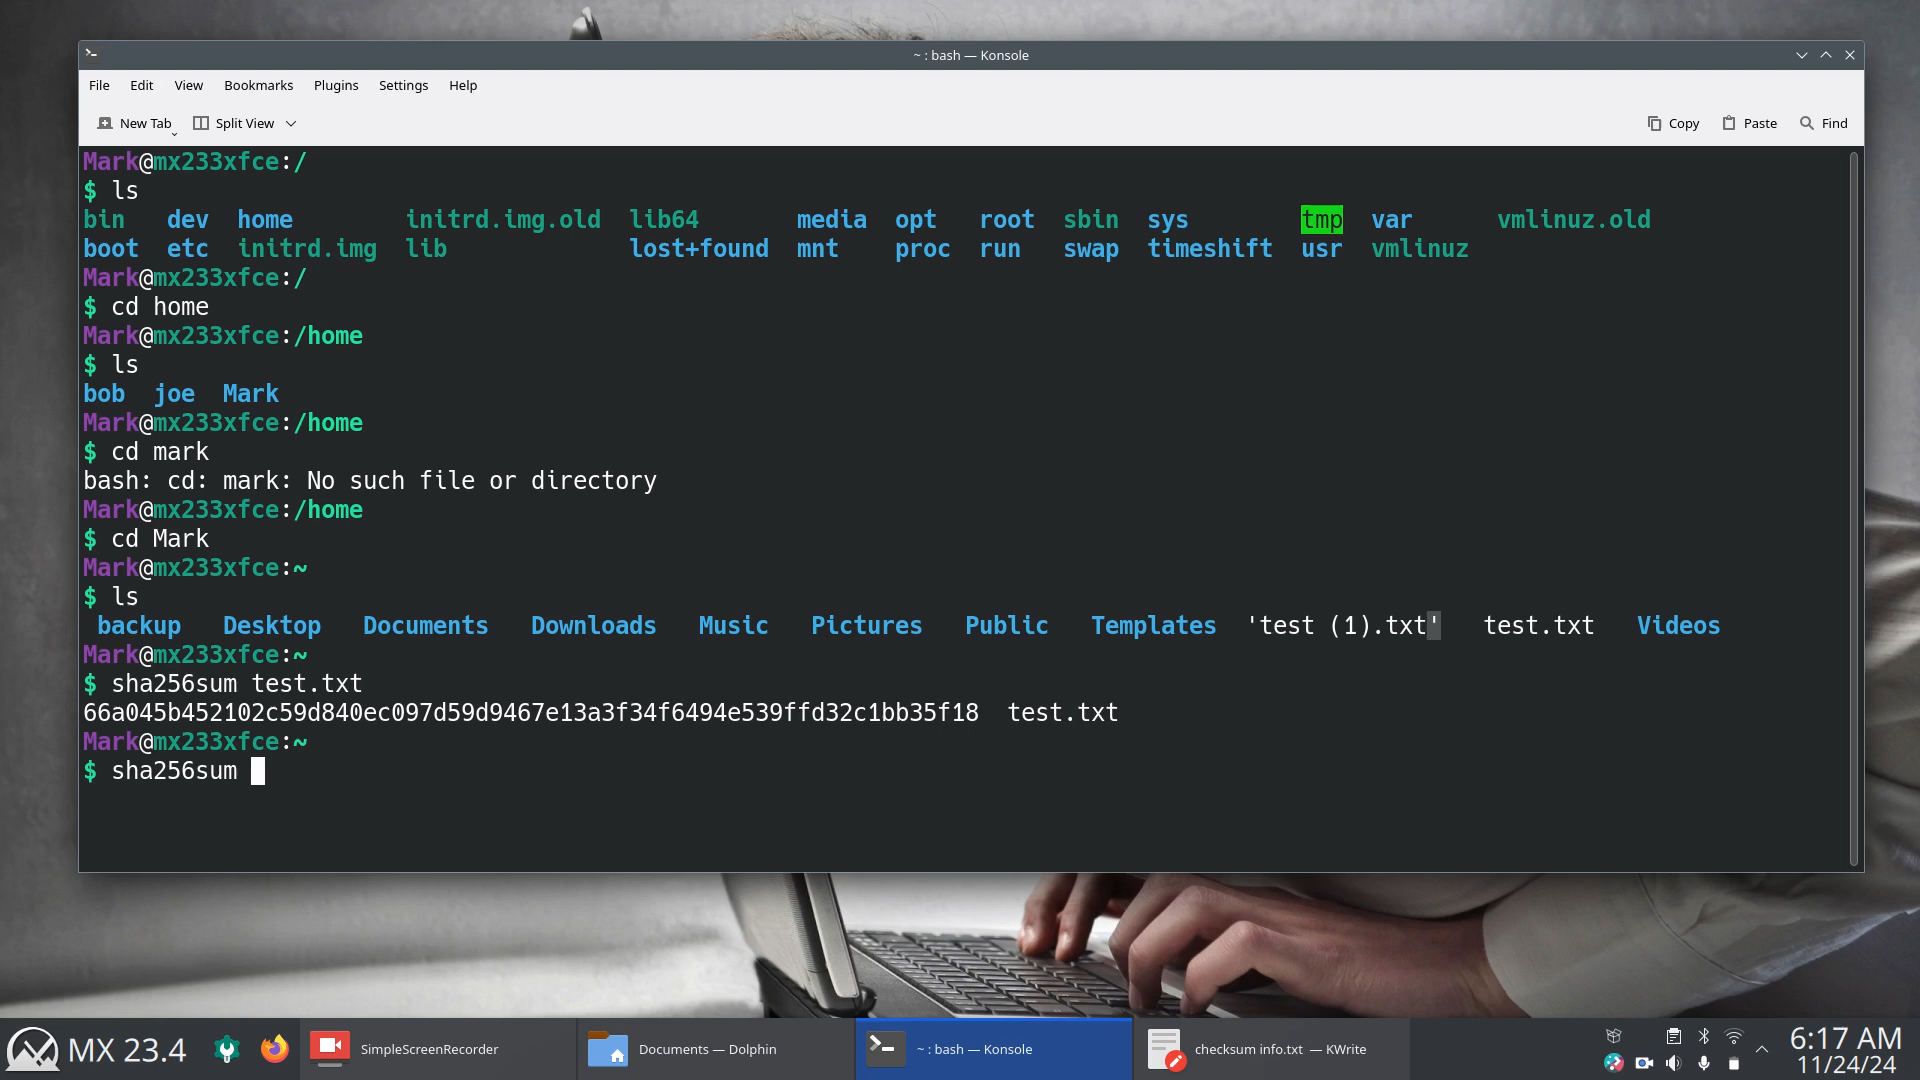 ~ : bash — Konsole
File Edit View Bookmarks Plugins Settings Help
New Tab Split View Copy Paste Find
Mark@mx233xfce:/
$ ls
bin dev home initrd.img.old lib64 media opt root sbin sys tmp var vmlinuz.old
boot etc initrd.img lib lost+found mnt proc run swap timeshift usr vmlinuz
Mark@mx233xfce:/
$ cd home
Mark@mx233xfce:/home
$ ls
bob joe Mark
Mark@mx233xfce:/home
$ cd mark
bash: cd: mark: No such file or directory
Mark@mx233xfce:/home
$ cd Mark
Mark@mx233xfce:~
$ ls
backup Desktop Documents Downloads Music Pictures Public Templates 'test (1).txt' test.txt Videos
Mark@mx233xfce:~
$ sha256sum test.txt
66a045b452102c59d840ec097d59d9467e13a3f34f6494e539ffd32c1bb35f18 test.txt
Mark@mx233xfce:~
$ sha256sum
MX 23.4 SimpleScreenRecorder Documents — Dolphin ~ : bash — Konsole checksum info.txt — KWrite 6:17 AM
11/24/24